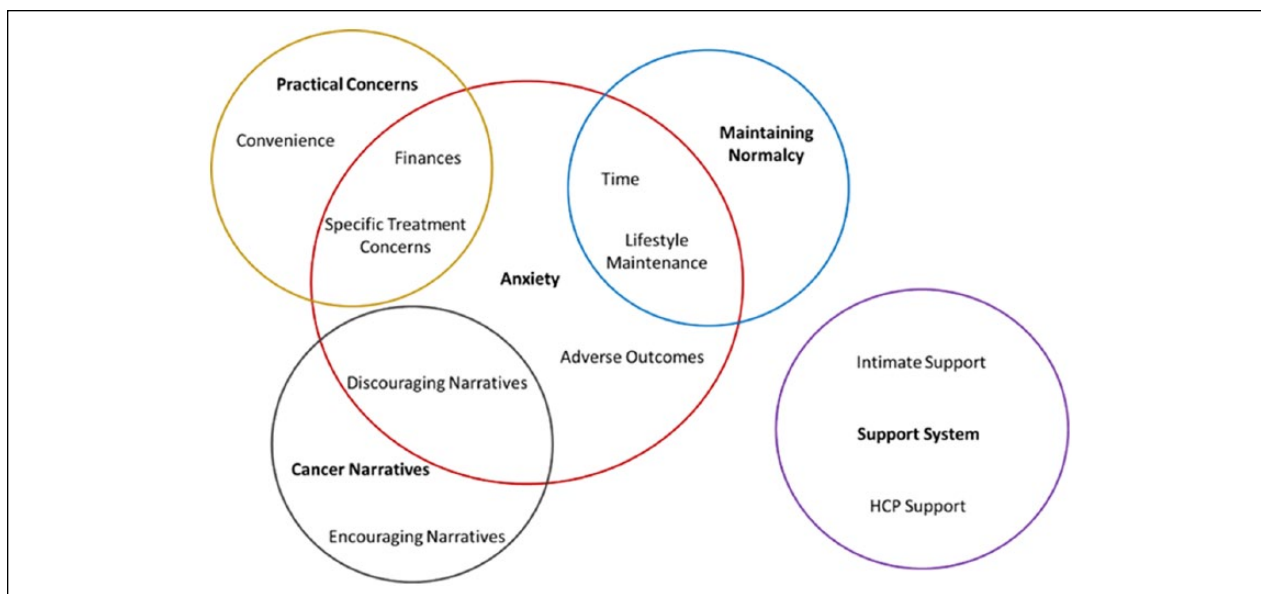 Practical Concerns
Convenience
Finances
Specific Treatment
Concerns
Maintaining
Normalcy
Time
Lifestyle
Maintenance
Anxiety
Adverse Outcomes
Discouraging Narratives
Cancer Narratives
Encouraging Narratives
Intimate Support
Support System
HCP Support